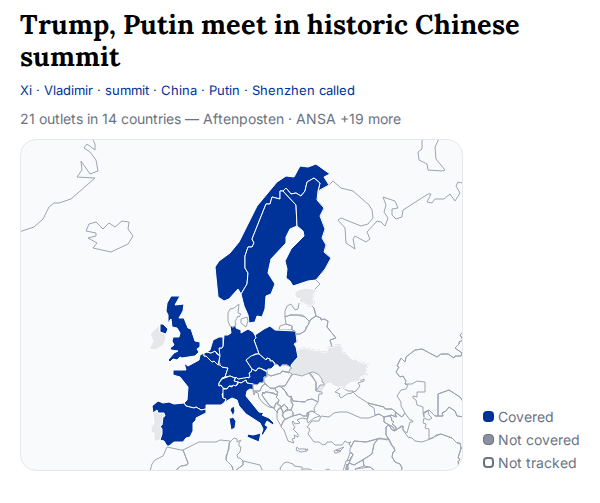 Trump, Putin meet in historic Chinese
summit
Xi · Vladimir · summit · China · Putin · Shenzhen called
21 outlets in 14 countries — Aftenposten · ANSA +19 more
Covered
Not covered
Not tracked